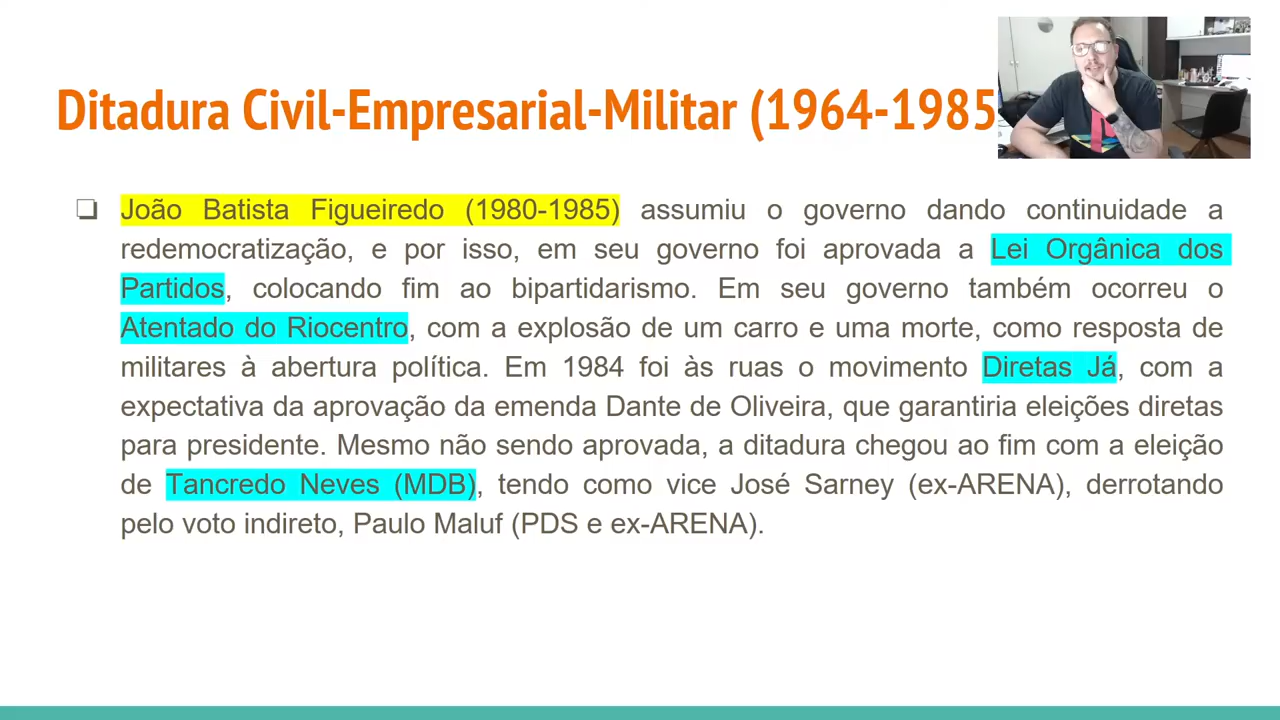 Ditadura Civil-Empresarial-Militar (1964-1985
❏ João Batista Figueiredo (1980-1985) assumiu o governo dando continuidade a
redemocratização, e por isso, em seu governo foi aprovada a Lei Orgânica dos
Partidos, colocando fim ao bipartidarismo. Em seu governo também ocorreu o
Atentado do Riocentro, com a explosão de um carro e uma morte, como resposta de
militares à abertura política. Em 1984 foi às ruas o movimento Diretas Já, com a
expectativa da aprovação da emenda Dante de Oliveira, que garantiria eleições diretas
para presidente. Mesmo não sendo aprovada, a ditadura chegou ao fim com a eleição
de Tancredo Neves (MDB), tendo como vice José Sarney (ex-ARENA), derrotando
pelo voto indireto, Paulo Maluf (PDS e ex-ARENA).